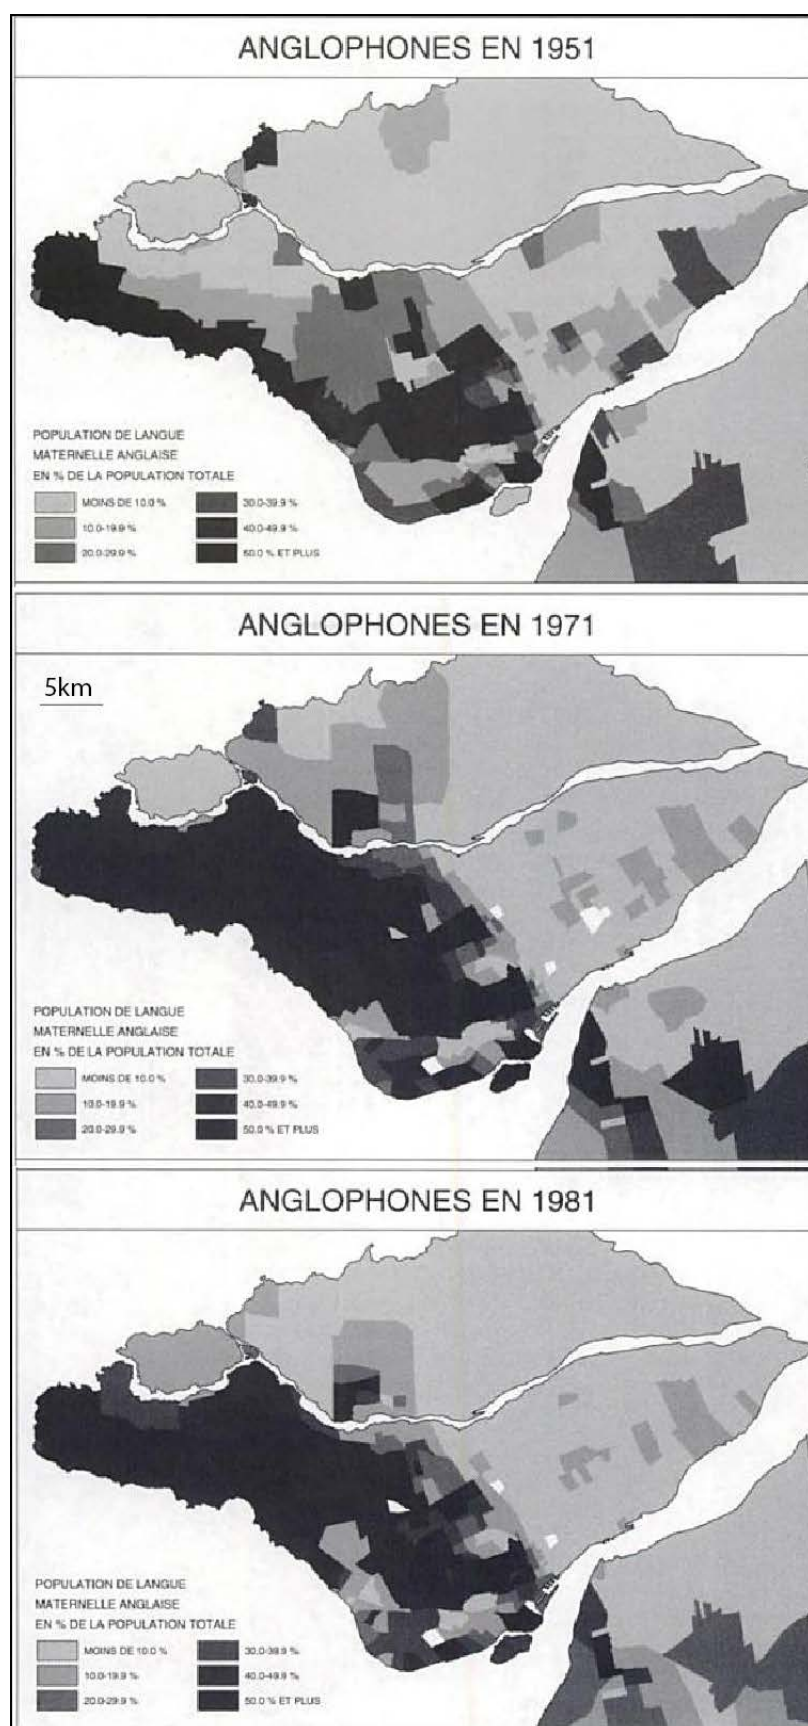 ANGLOPHONES EN 1951
POPULATION DE LANGUE
MATERNELLE ANGLAISE
EN % DE LA POPULATION TOTALE
MOINS DE 10.0 %
30.0-39.9 %
10.0-19.9 %
40.0-49.9 %
20.0-29.9 %
50.0 % ET PLUS
ANGLOPHONES EN 1971
5km
POPULATION DE LANGUE
MATERNELLE ANGLAISE
EN % DE LA POPULATION TOTALE
MOINS DE 10.0 %
30.0-39.9 %
10.0-19.9 %
40.0-49.9 %
20.0-29.9 %
50.0 % ET PLUS
ANGLOPHONES EN 1981
POPULATION DE LANGUE
MATERNELLE ANGLAISE
EN % DE LA POPULATION TOTALE
MOINS DE 10.0 %
30.0-39.9 %
10.0-19.9 %
40.0-49.9 %
20.0-29.9 %
50.0 % ET PLUS